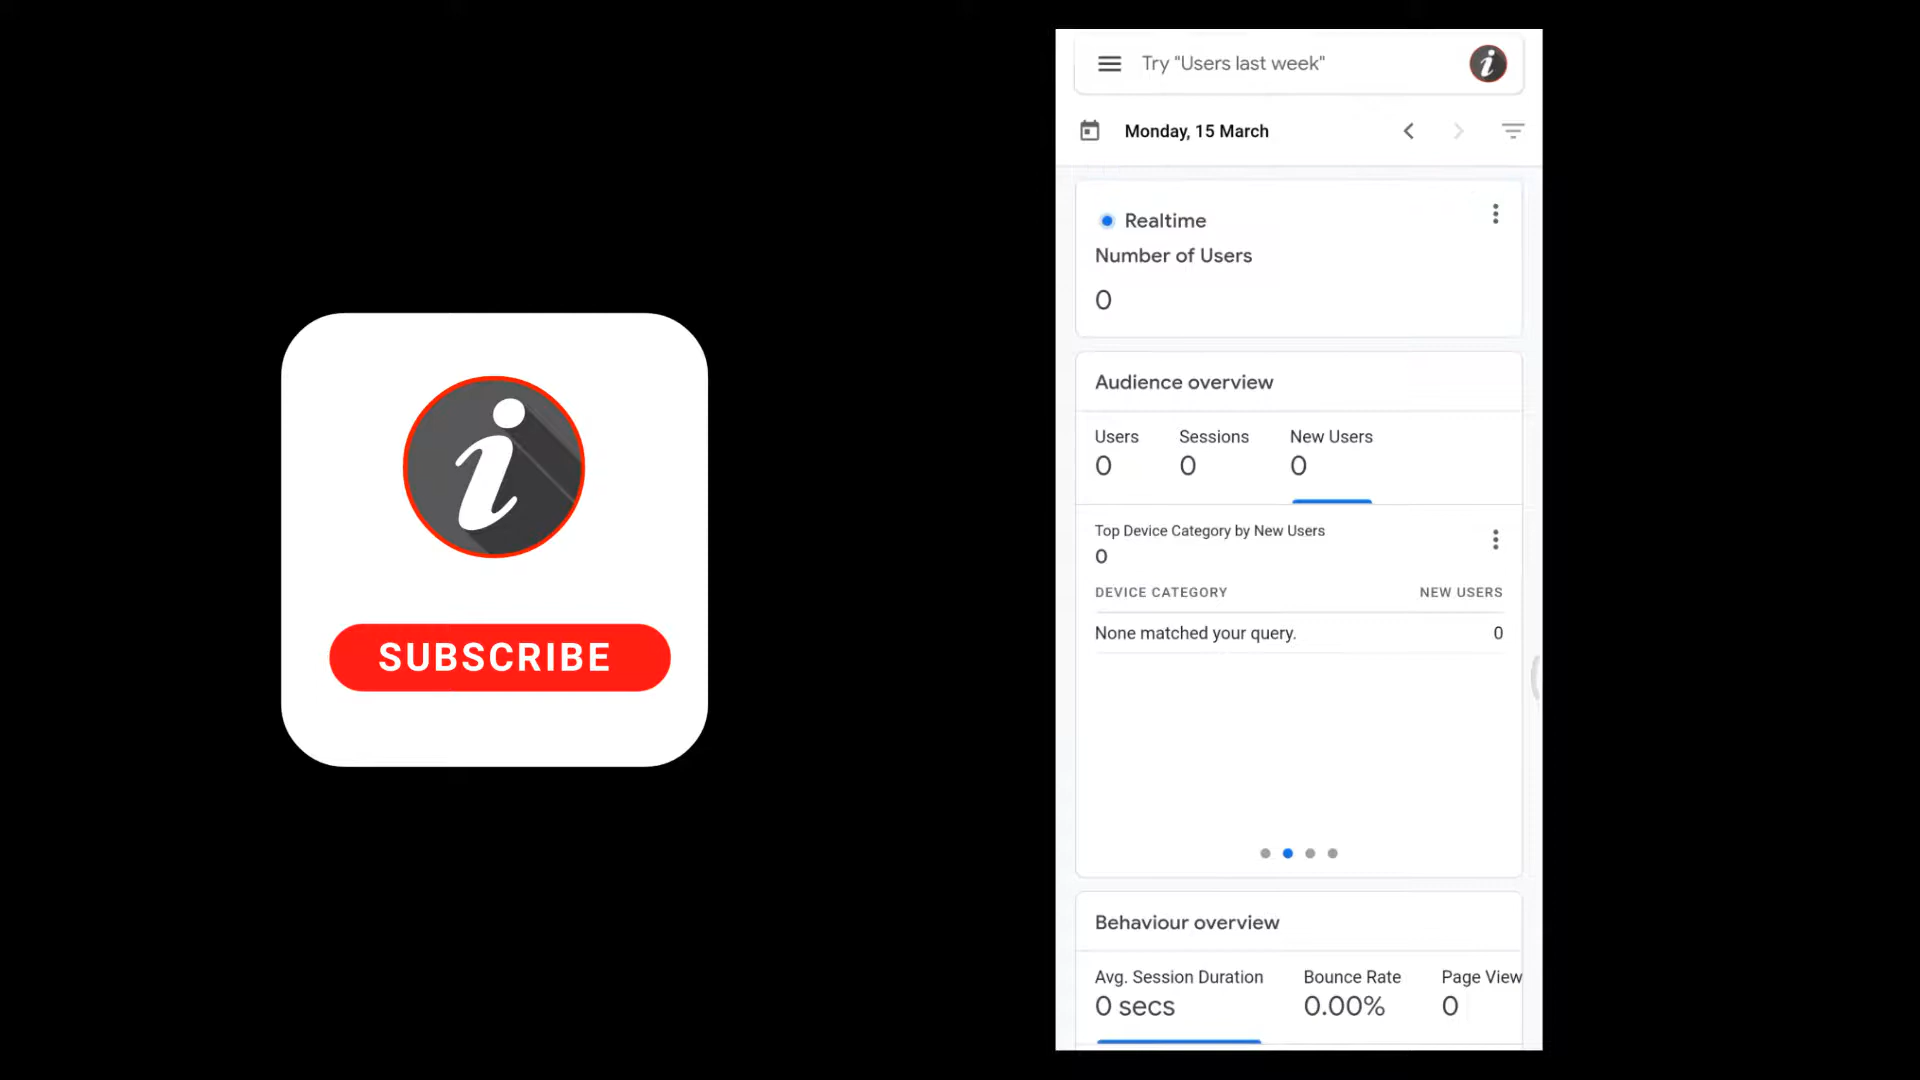 i
SUBSCRIBE
Try "Users last week"
i
Monday, 15 March
Realtime
Number of Users
0
Audience overview
Users Sessions New Users
0 0 0
Top Device Category by New Users
0
DEVICE CATEGORY NEW USERS
None matched your query. 0
Behaviour overview
Avg. Session Duration Bounce Rate Page View
0 secs 0.00% 0